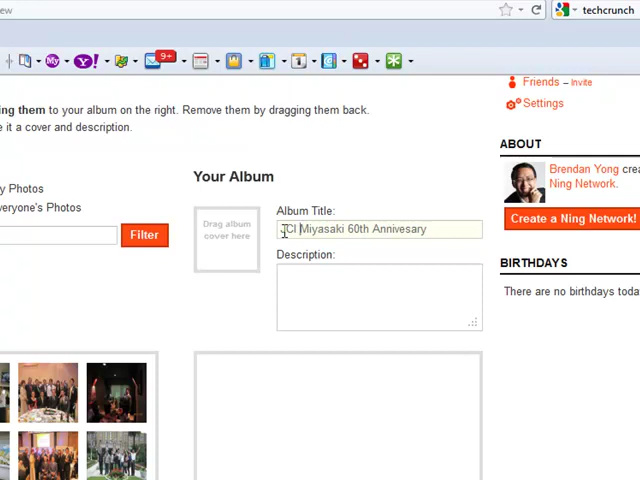 ew
techcrunch
9+
Friends – Invite
ing them to your album on the right. Remove them by dragging them back.
Settings
e it a cover and description.
ABOUT
Brendan Yong crea
Ning Network.
Create a Ning Network!
Your Album
y Photos
veryone's Photos
Filter
Drag album
cover here
Album Title:
JCI Miyasaki 60th Annivesary
Description:
BIRTHDAYS
There are no birthdays toda